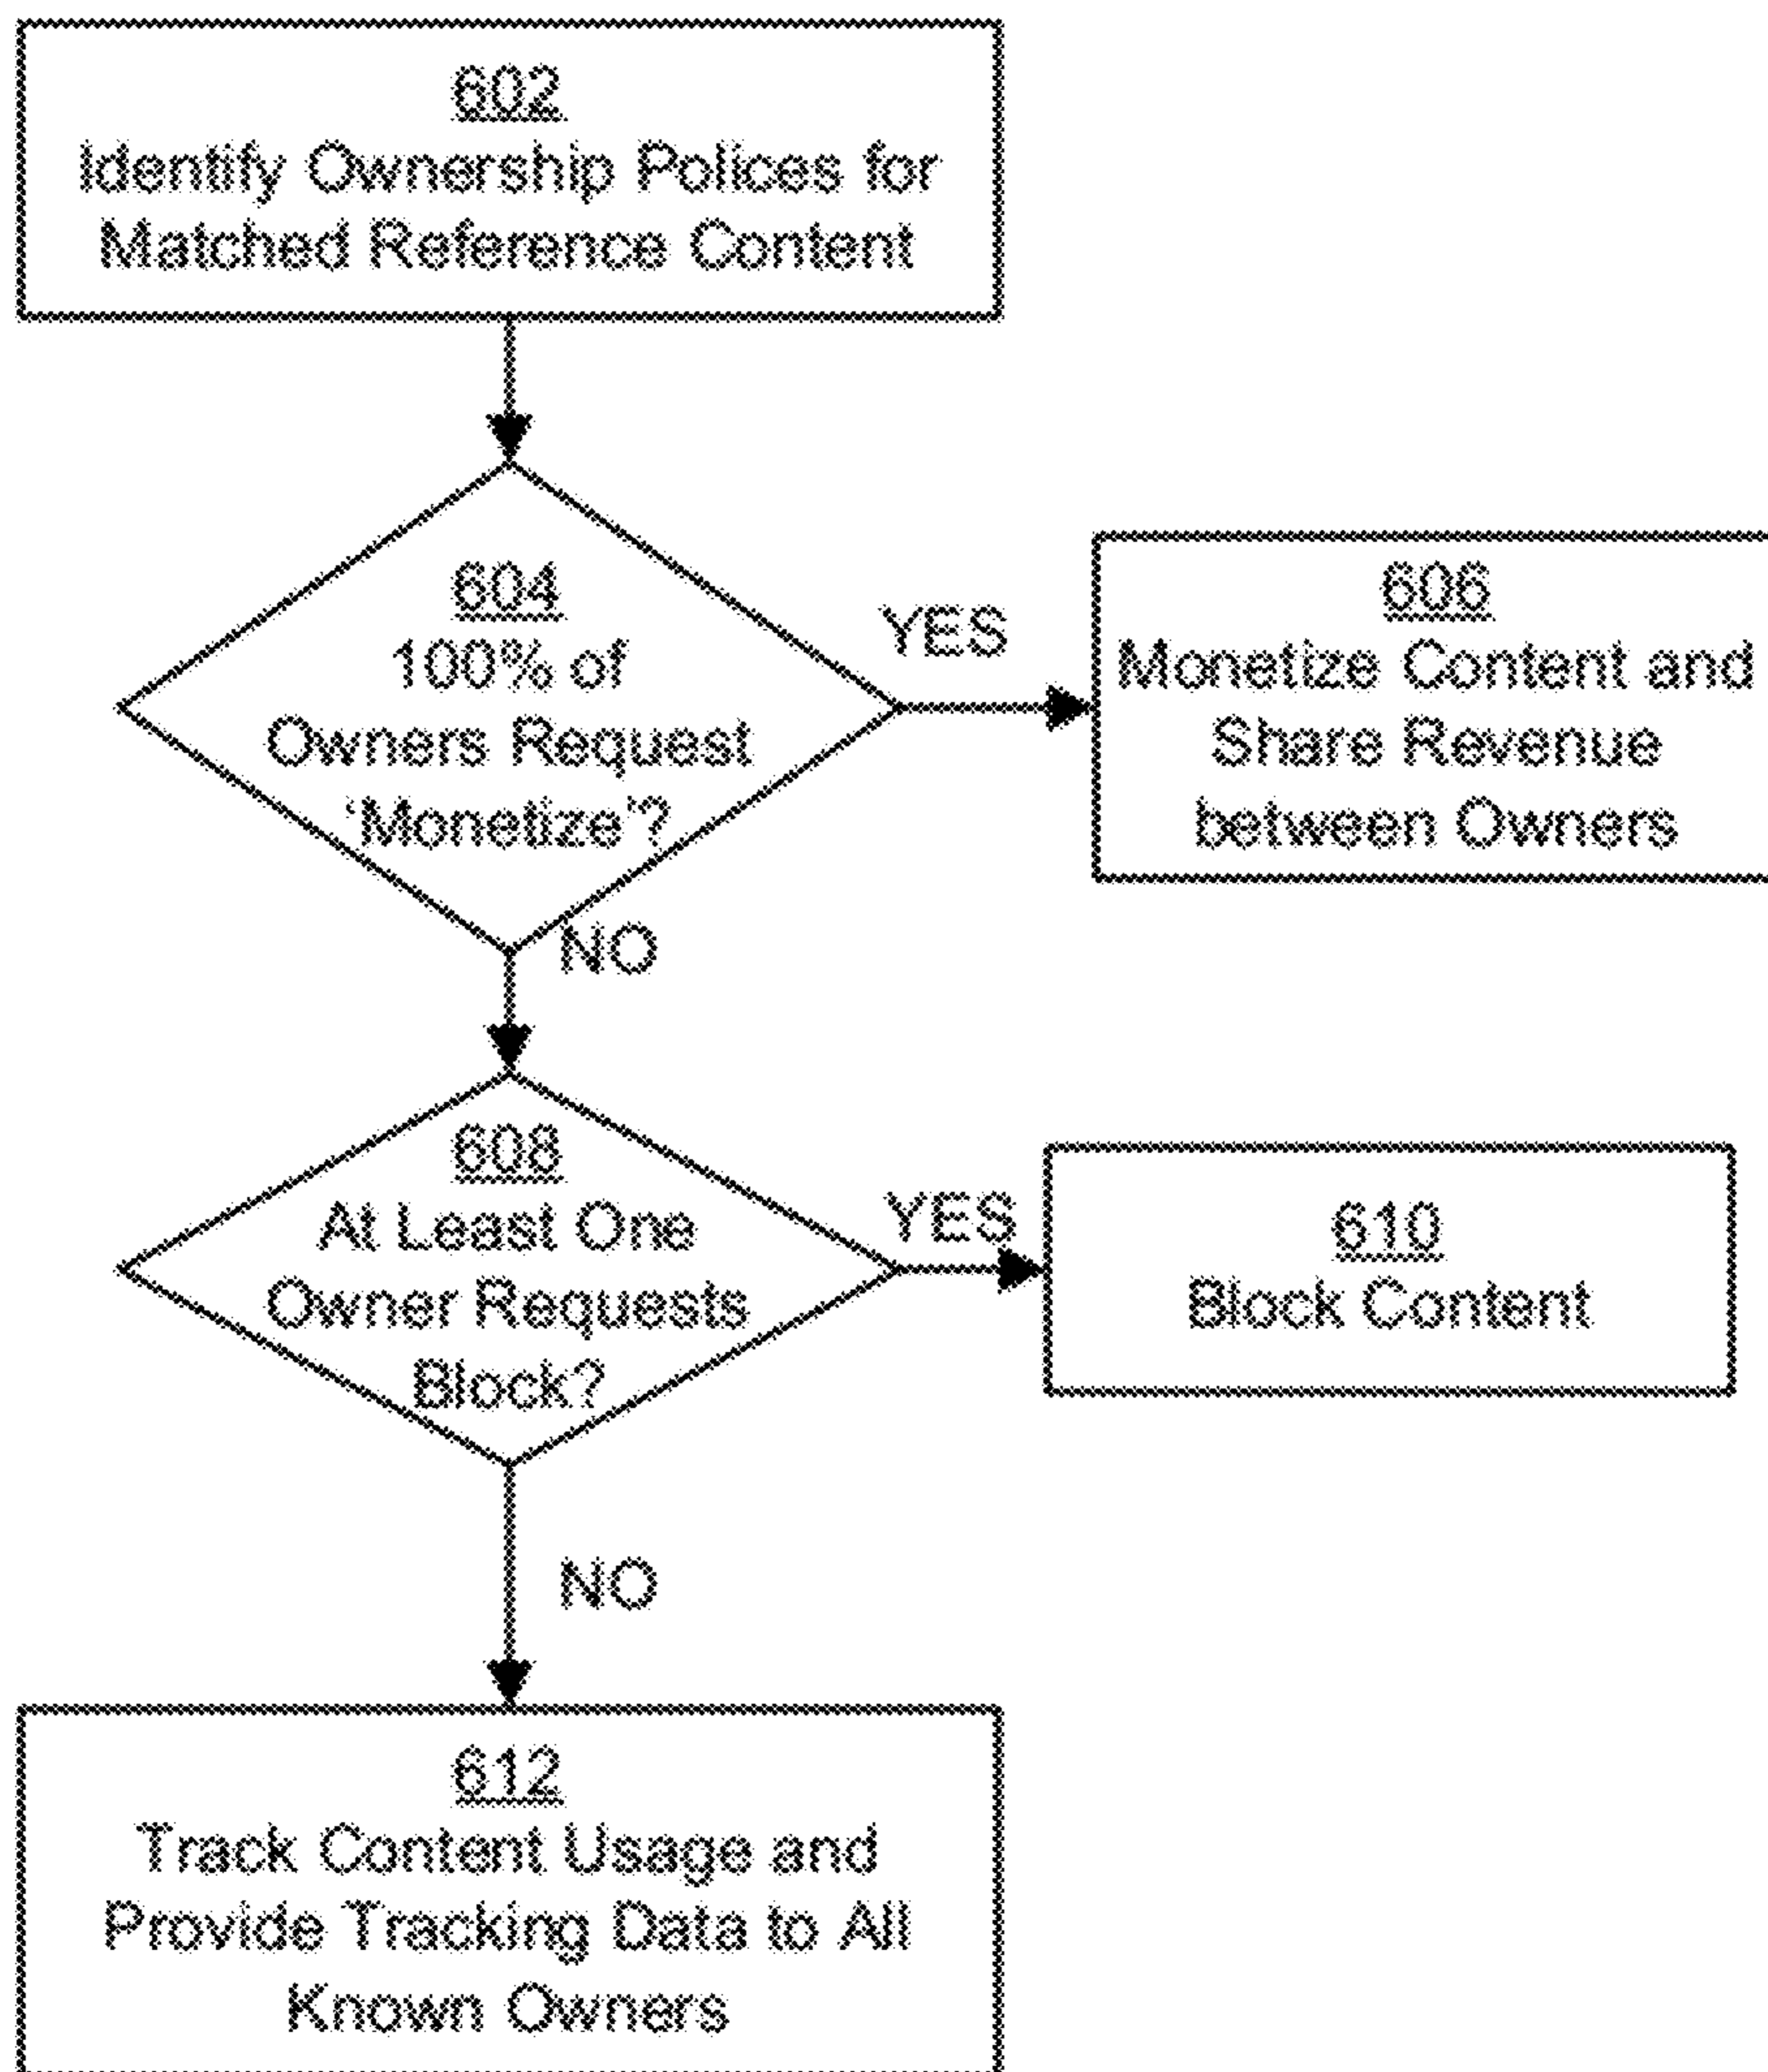 602
Identify Ownership Polices for
Matched Reference Content
604
100% of
Owners Request
'Monetize'?
YES
606
Monetize Content and
Share Revenue
between Owners
NO
608
At Least One
Owner Requests
Block?
YES
610
Block Content
NO
612
Track Content Usage and
Provide Tracking Data to All
Known Owners